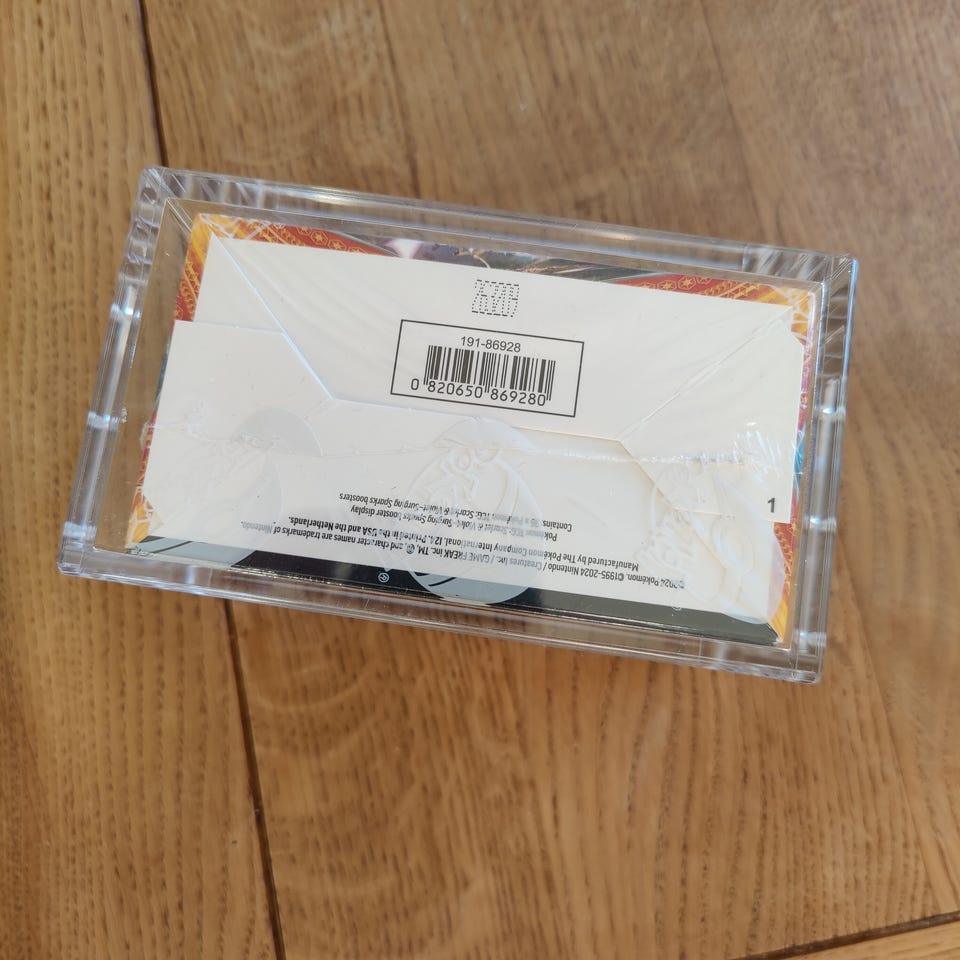 191-86928
0 820650 869280
1
©2024 Pokémon. ©1995–2024 Nintendo / Creatures Inc. / GAME FREAK inc. TM, ®, and character names are trademarks of Nintendo.
Manufactured by The Pokémon Company International, 124. Printed in the USA and the Netherlands.
Pokémon TCG: Scarlet & Violet–Surging Sparks booster display
Contains x Pokémon TCG: Scarlet & Violet–Surging Sparks boosters